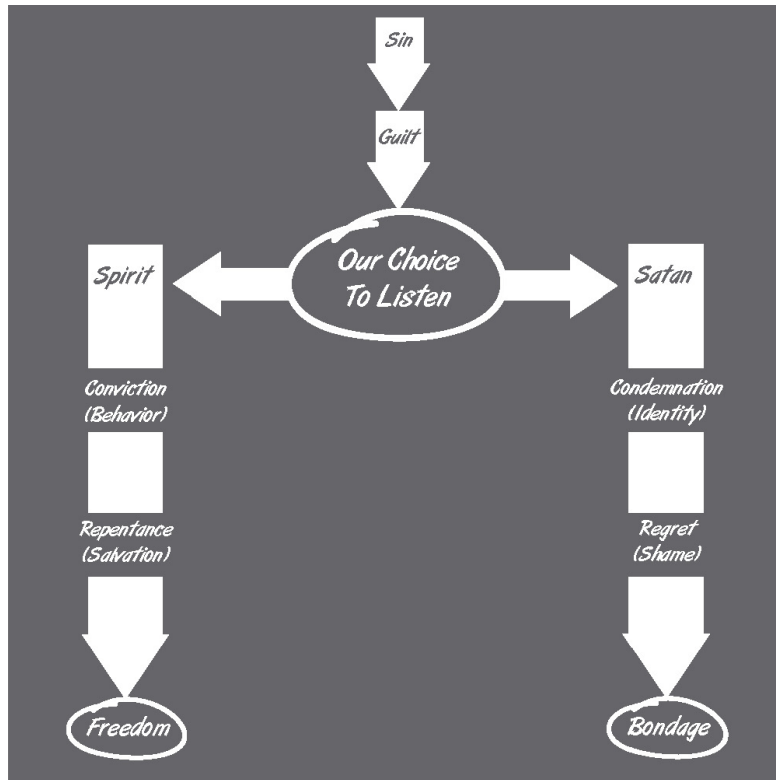 Sin
Guilt
Our Choice
To Listen
Spirit
Conviction
(Behavior)
Repentance
(Salvation)
Freedom
Satan
Condemnation
(Identity)
Regret
(Shame)
Bondage